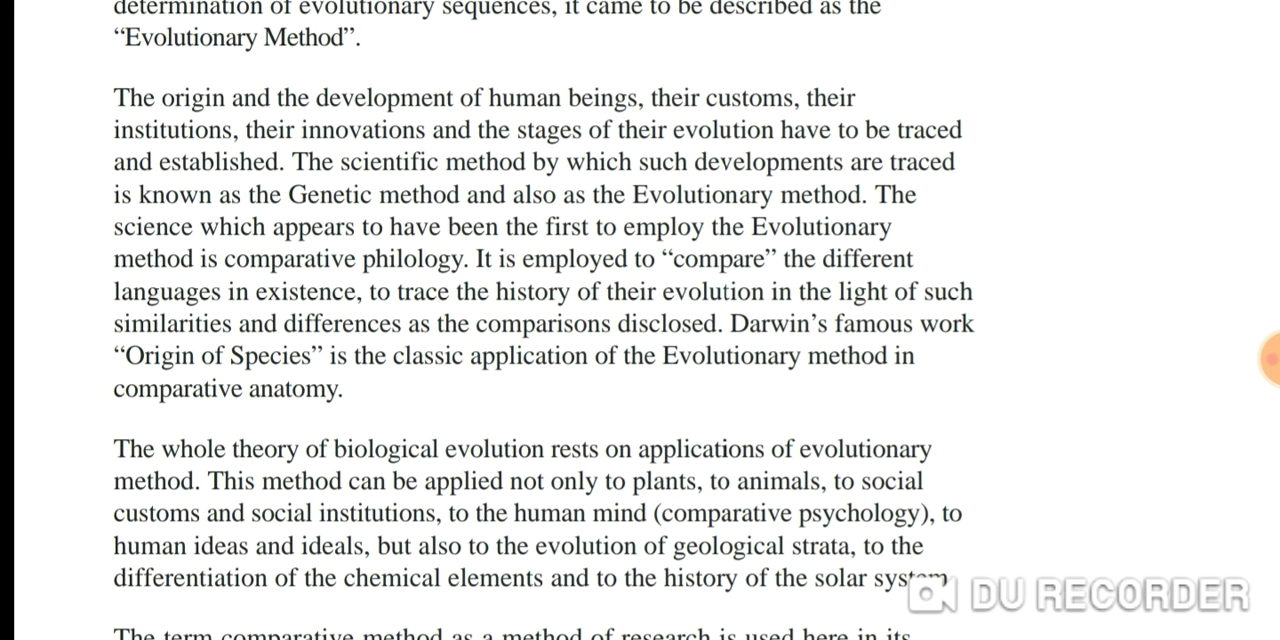 determination of evolutionary sequences, it came to be described as the
“Evolutionary Method”.
The origin and the development of human beings, their customs, their
institutions, their innovations and the stages of their evolution have to be traced
and established. The scientific method by which such developments are traced
is known as the Genetic method and also as the Evolutionary method. The
science which appears to have been the first to employ the Evolutionary
method is comparative philology. It is employed to “compare” the different
languages in existence, to trace the history of their evolution in the light of such
similarities and differences as the comparisons disclosed. Darwin’s famous work
“Origin of Species” is the classic application of the Evolutionary method in
comparative anatomy.
The whole theory of biological evolution rests on applications of evolutionary
method. This method can be applied not only to plants, to animals, to social
customs and social institutions, to the human mind (comparative psychology), to
human ideas and ideals, but also to the evolution of geological strata, to the
differentiation of the chemical elements and to the history of the solar system
DU RECORDER
The term comparative method as a method of research is used here in its